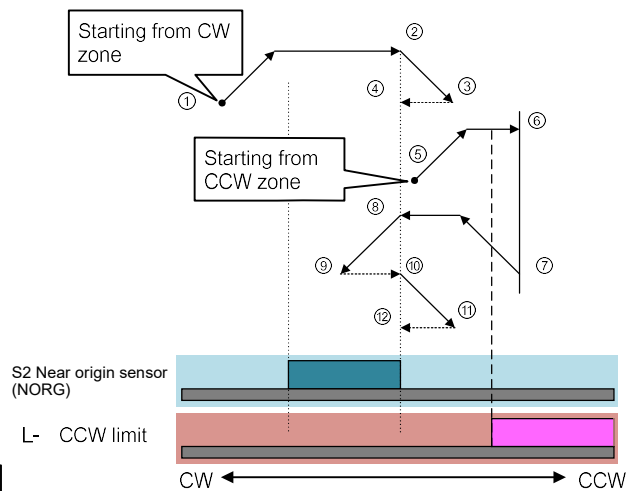 Starting from CW
zone
②
①
④
③
⑥
Starting from
CCW zone
⑤
⑧
⑨
⑩
⑦
⑫
⑪
S2 Near origin sensor
(NORG)
L- CCW limit
CW
CCW